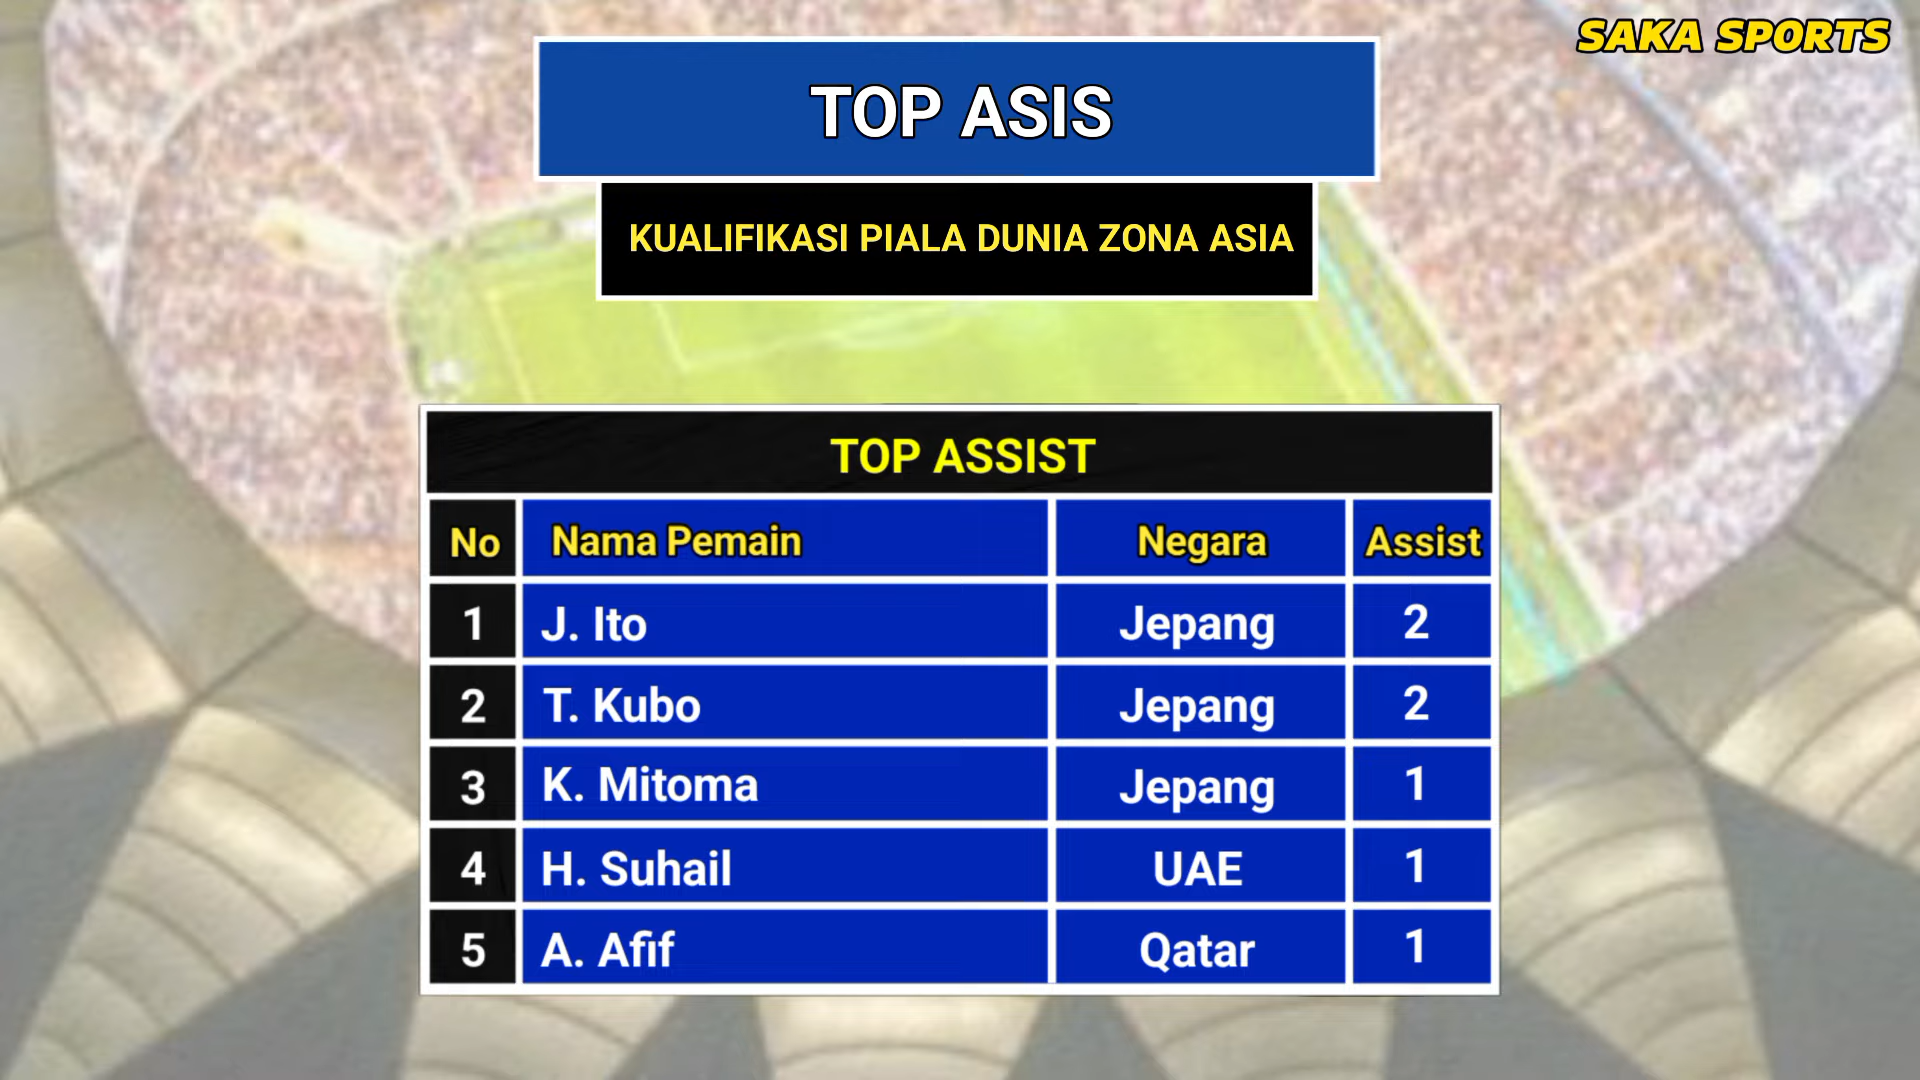 SAKA SPORTS
TOP ASIS
KUALIFIKASI PIALA DUNIA ZONA ASIA
TOP ASSIST
No Nama Pemain Negara Assist
1 J. Ito Jepang 2
2 T. Kubo Jepang 2
3 K. Mitoma Jepang 1
4 H. Suhail UAE 1
5 A. Afif Qatar 1